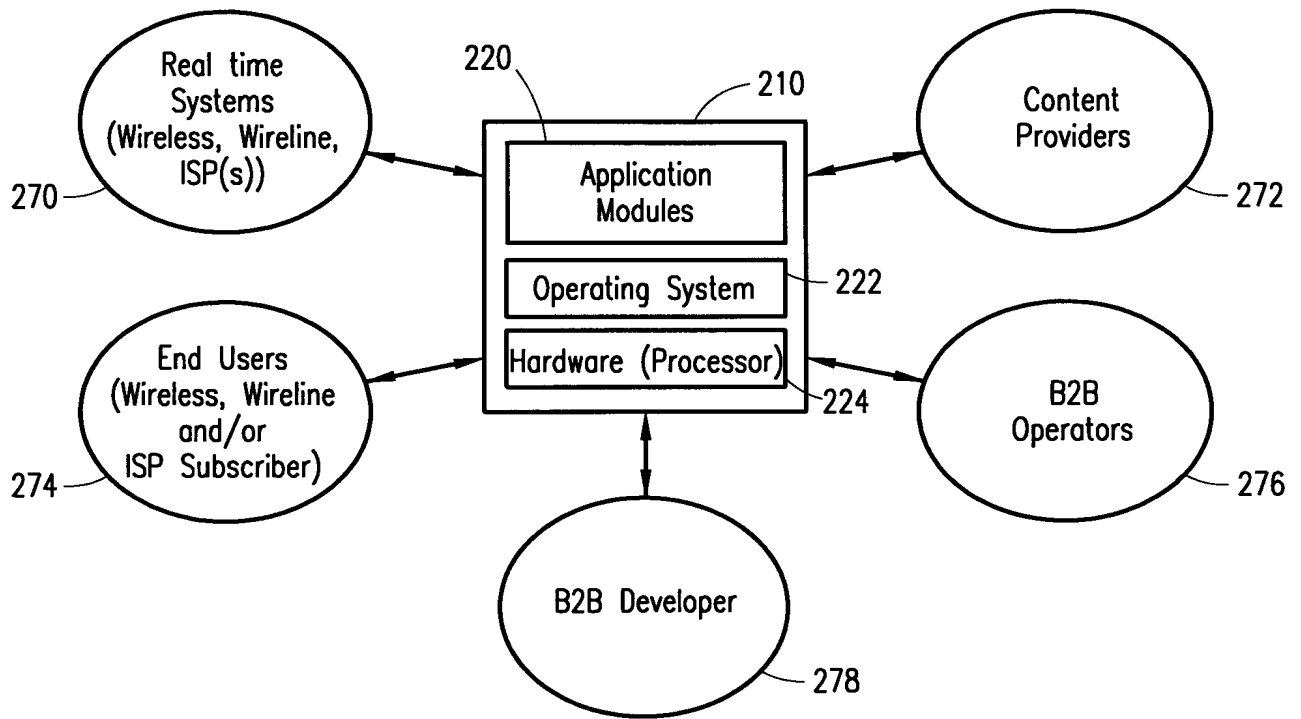 Real time
Systems
(Wireless, Wireline,
ISP(s))
270
220
210
Application
Modules
Operating System
222
Hardware (Processor)
224
Content
Providers
272
End Users
(Wireless, Wireline
and/or
ISP Subscriber)
274
B2B
Operators
276
B2B Developer
278